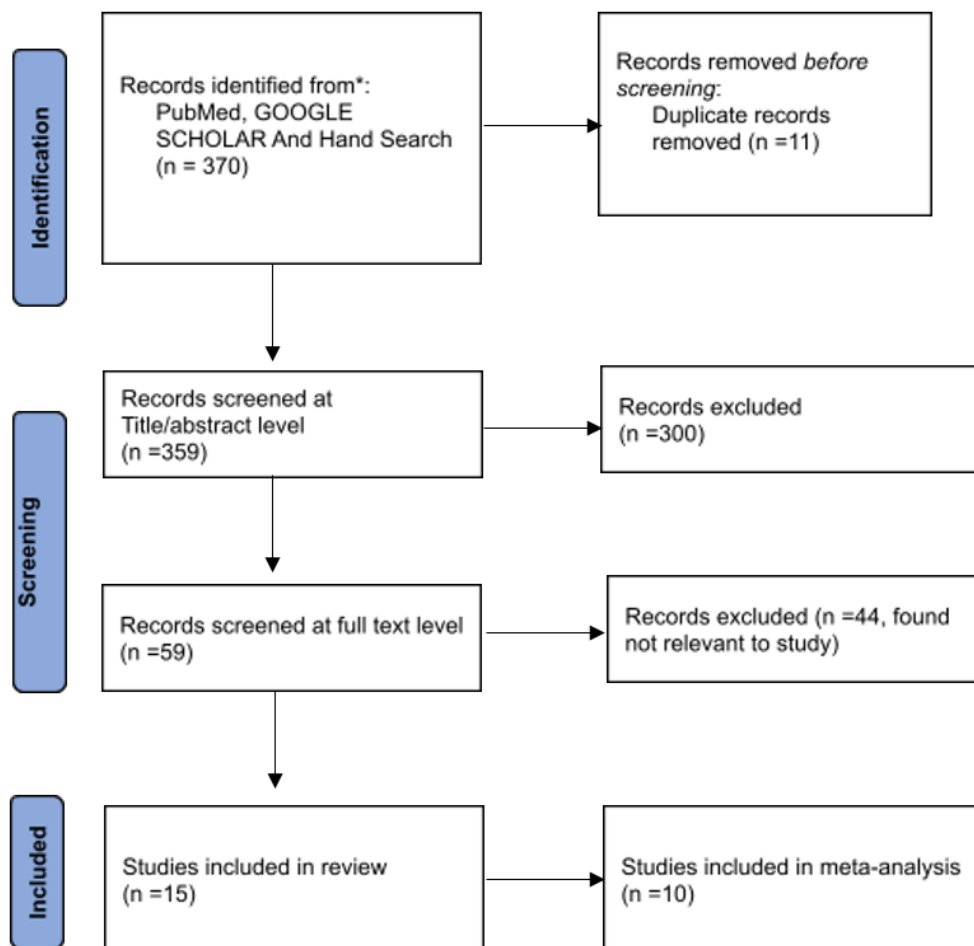 Identification
Records identified from*:
PubMed, GOOGLE
SCHOLAR And Hand Search
(n = 370)
Records removed before
screening:
Duplicate records
removed (n =11)
Screening
Records screened at
Title/abstract level
(n =359)
Records excluded
(n =300)
Records screened at full text level
(n =59)
Records excluded (n =44, found
not relevant to study)
Included
Studies included in review
(n =15)
Studies included in meta-analysis
(n =10)